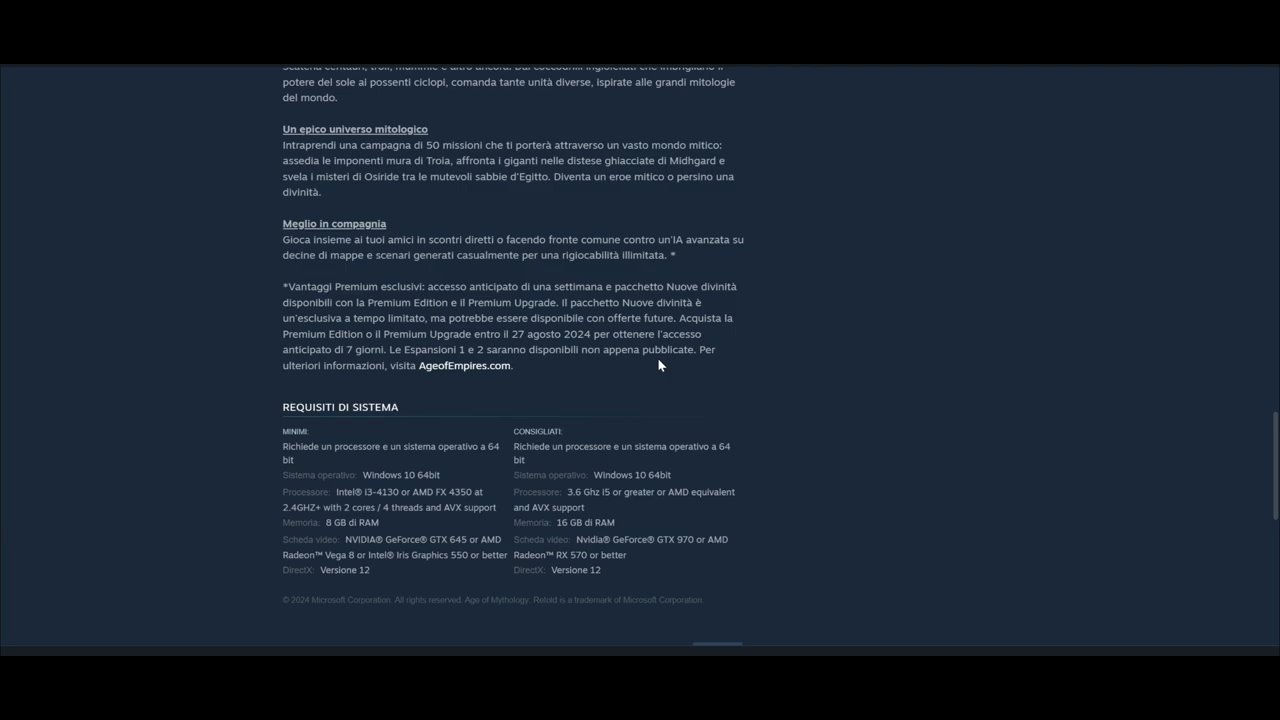 scatena centauri, troll, mummie e altro ancora. Dai coccodrilli ingioiellati che imbrigliano il
potere del sole ai possenti ciclopi, comanda tante unità diverse, ispirate alle grandi mitologie
del mondo.
Un epico universo mitologico
Intraprendi una campagna di 50 missioni che ti porterà attraverso un vasto mondo mitico:
assedia le imponenti mura di Troia, affronta i giganti nelle distese ghiacciate di Midhgard e
svela i misteri di Osiride tra le mutevoli sabbie d'Egitto. Diventa un eroe mitico o persino una
divinità.
Meglio in compagnia
Gioca insieme ai tuoi amici in scontri diretti o facendo fronte comune contro un'IA avanzata su
decine di mappe e scenari generati casualmente per una rigiocabilità illimitata. *
*Vantaggi Premium esclusivi: accesso anticipato di una settimana e pacchetto Nuove divinità
disponibili con la Premium Edition e il Premium Upgrade. Il pacchetto Nuove divinità è
un'esclusiva a tempo limitato, ma potrebbe essere disponibile con offerte future. Acquista la
Premium Edition o il Premium Upgrade entro il 27 agosto 2024 per ottenere l'accesso
anticipato di 7 giorni. Le Espansioni 1 e 2 saranno disponibili non appena pubblicate. Per
ulteriori informazioni, visita AgeofEmpires.com.
REQUISITI DI SISTEMA
MINIMI:
Richiede un processore e un sistema operativo a 64
bit
Sistema operativo: Windows 10 64bit
Processore: Intel® i3-4130 or AMD FX 4350 at
2.4GHZ+ with 2 cores / 4 threads and AVX support
Memoria: 8 GB di RAM
Scheda video: NVIDIA® GeForce® GTX 645 or AMD
Radeon™ Vega 8 or Intel® Iris Graphics 550 or better
DirectX: Versione 12
CONSIGLIATI:
Richiede un processore e un sistema operativo a 64
bit
Sistema operativo: Windows 10 64bit
Processore: 3.6 Ghz i5 or greater or AMD equivalent
and AVX support
Memoria: 16 GB di RAM
Scheda video: Nvidia® GeForce® GTX 970 or AMD
Radeon™ RX 570 or better
DirectX: Versione 12
© 2024 Microsoft Corporation. All rights reserved. Age of Mythology: Retold is a trademark of Microsoft Corporation.